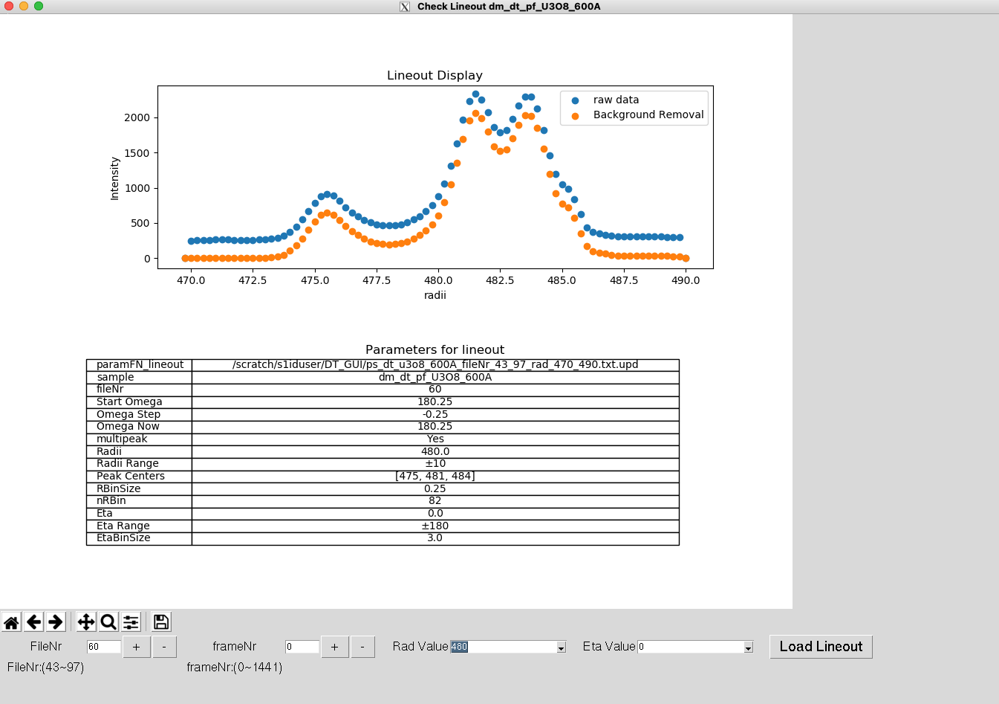 Check Lineout dm_dt_pf_U3O8_600A
Lineout Display
raw data
Background Removal
Intensity
2000
1500
1000
500
0
470.0 472.5 475.0 477.5 480.0 482.5 485.0 487.5 490.0
radii
Parameters for lineout
paramFN_lineout /scratch/s1iduser/DT_GUI/ps_dt_u3o8_600A_fileNr_43_97_rad_470_490.txt.upd
sample dm_dt_pf_U3O8_600A
fileNr 60
Start Omega 180.25
Omega Step -0.25
Omega Now 180.25
multipeak Yes
Radii 480.0
Radii Range ±10
Peak Centers [475, 481, 484]
RBinSize 0.25
nRBin 82
Eta 0.0
Eta Range ±180
EtaBinSize 3.0
FileNr 60 + - frameNr 0 + - Rad Value 480 Eta Value 0 Load Lineout
FileNr:(43~97) frameNr:(0~1441)